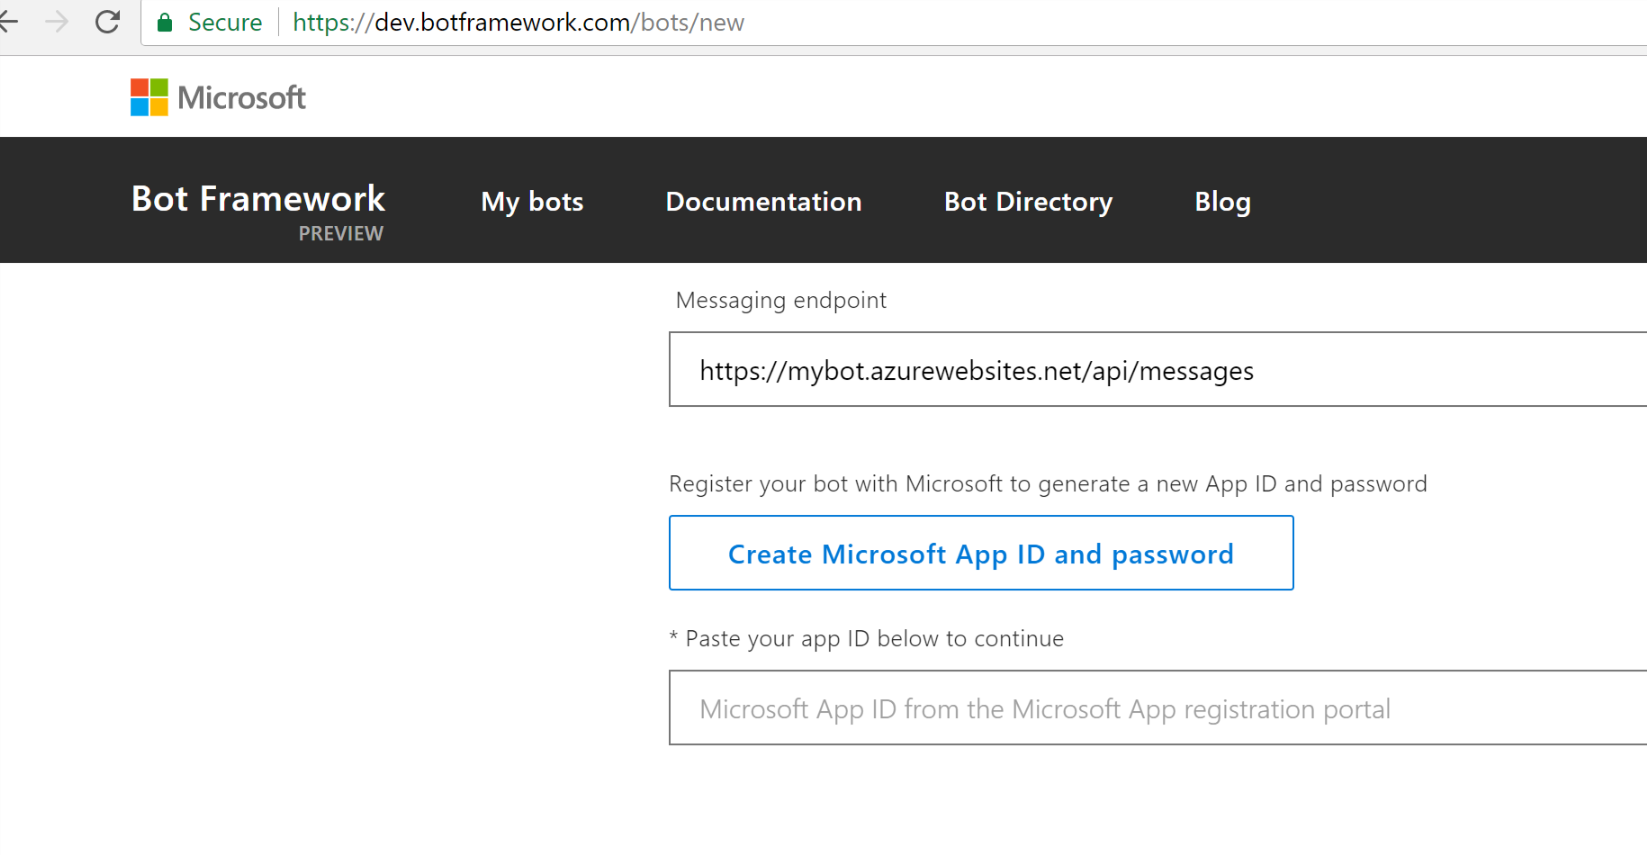 Secure https://dev.botframework.com/bots/new
Microsoft
Bot Framework My bots Documentation Bot Directory Blog
PREVIEW
Messaging endpoint
https://mybot.azurewebsites.net/api/messages
Register your bot with Microsoft to generate a new App ID and password
Create Microsoft App ID and password
* Paste your app ID below to continue
Microsoft App ID from the Microsoft App registration portal